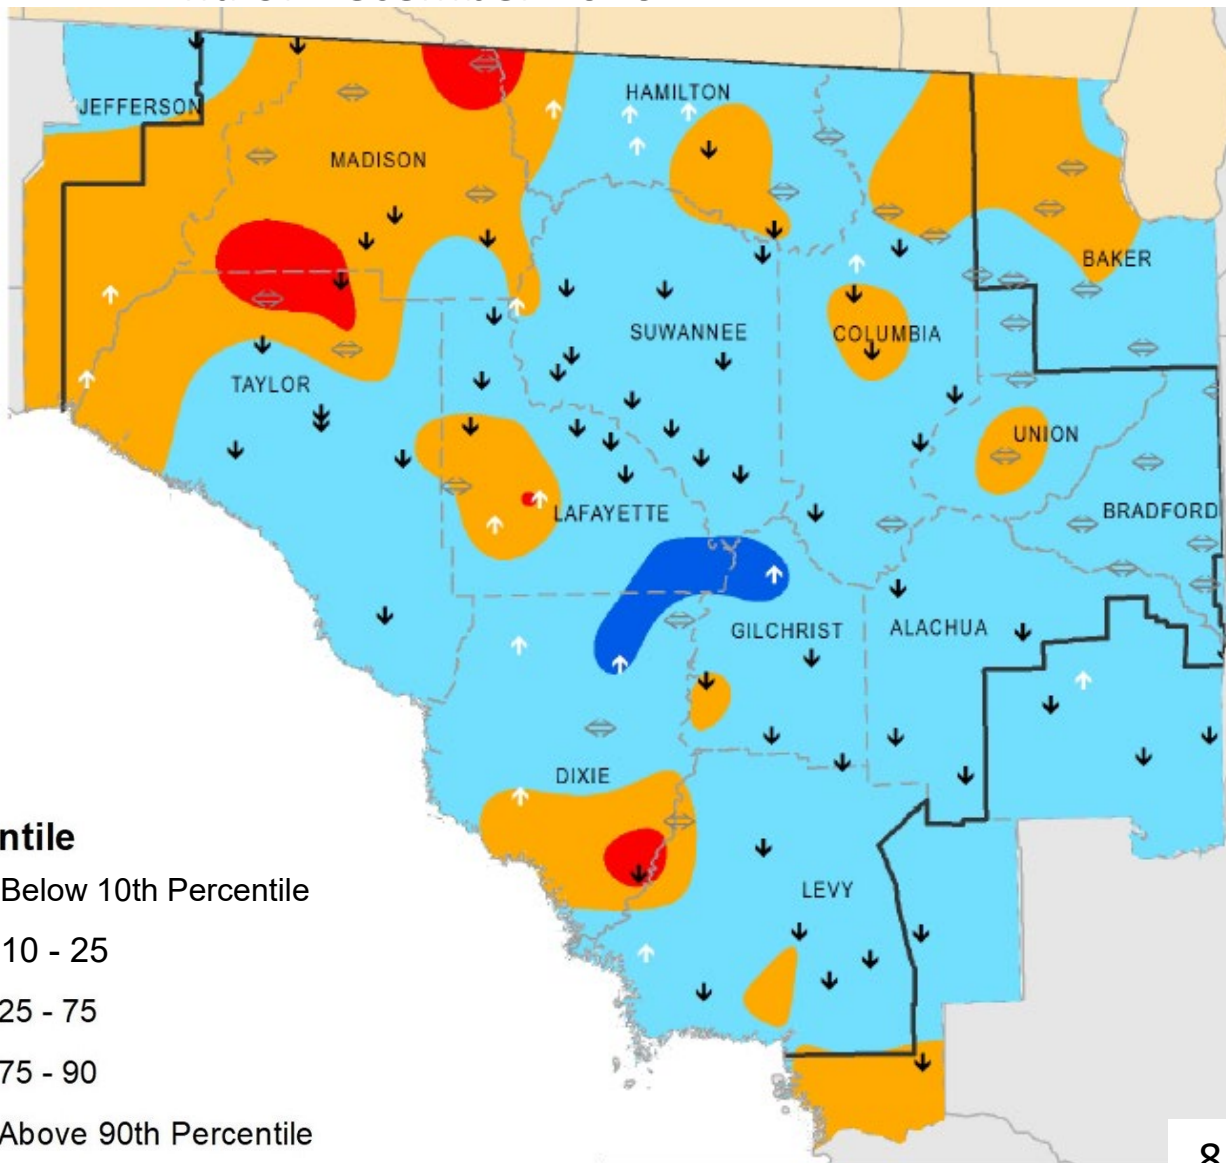 HAMILTON
JEFFERSON
MADISON
BAKER
SUWANNEE
COLUMBIA
TAYLOR
UNION
LAFAYETTE
BRADFORD
GILCHRIST
ALACHUA
DIXIE
LEVY
ntile
Below 10th Percentile
10 - 25
25 - 75
75 - 90
Above 90th Percentile
8